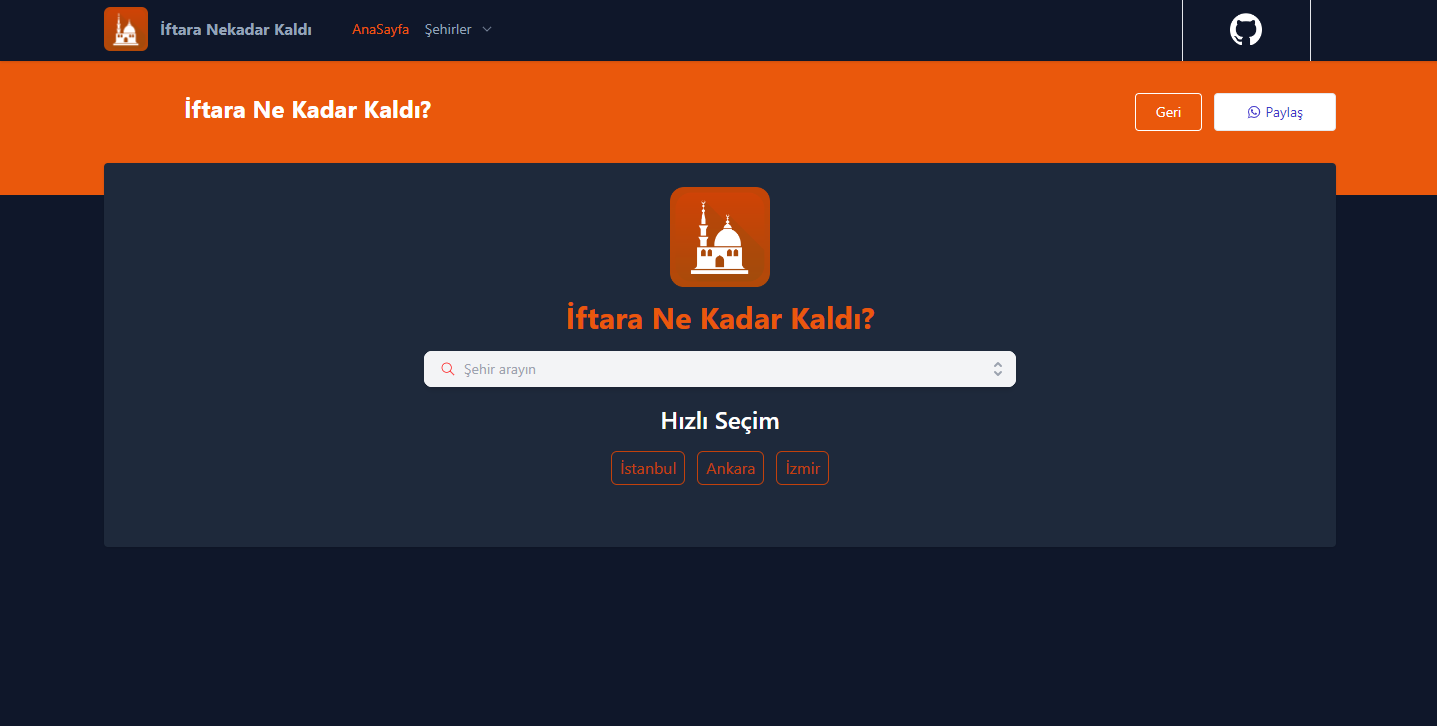 İftara Nekadar Kaldı AnaSayfa Şehirler
İftara Ne Kadar Kaldı? Geri Paylaş
İftara Ne Kadar Kaldı?
Şehir arayın
Hızlı Seçim
İstanbul Ankara İzmir